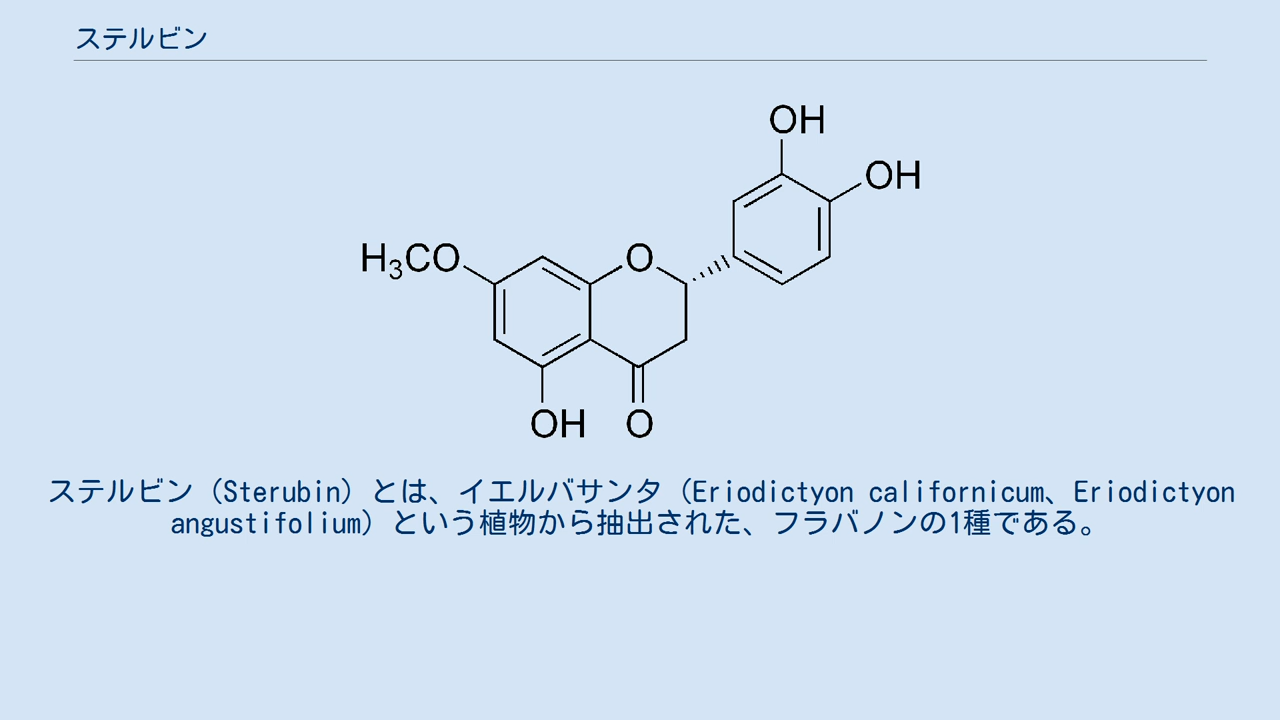 ステルビン
OH
OH
H₃CO
O
OH
O
ステルビン（Sterubin）とは、イエルバサンタ（Eriodictyon californicum、Eriodictyon
angustifolium）という植物から抽出された、フラバノンの1種である。